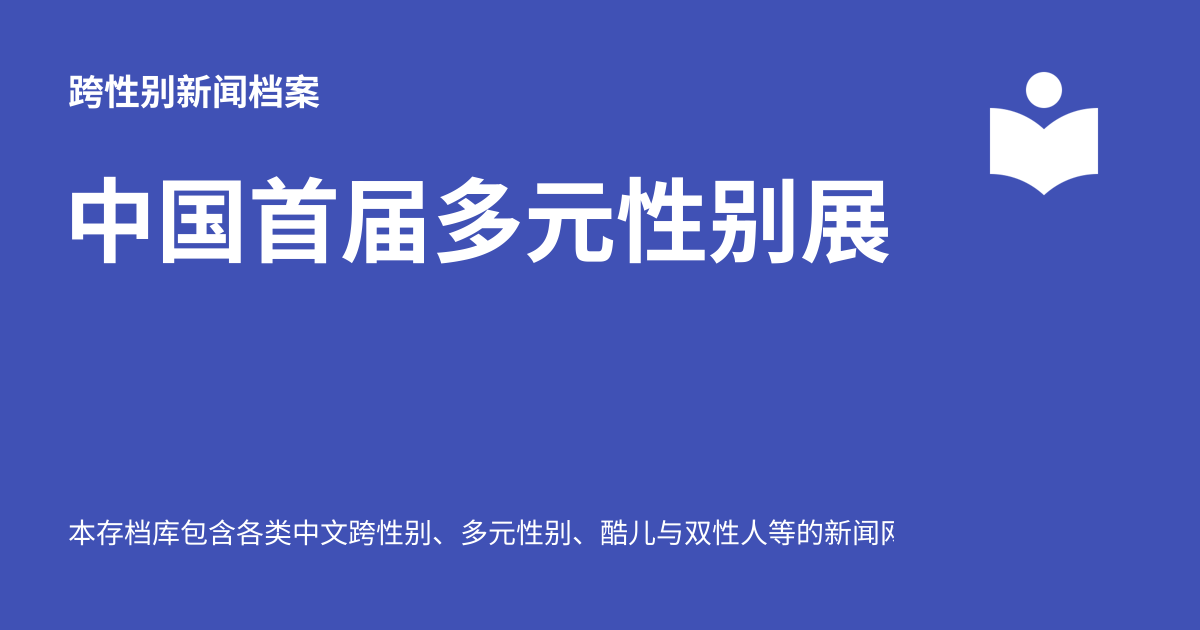 跨性别新闻档案
中国首届多元性别展
本存档库包含各类中文跨性别、多元性别、酷儿与双性人等的新闻